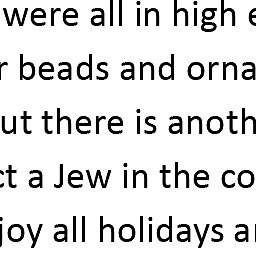 were all in high e
r beads and orna
ut there is anoth
ct a Jew in the co
joy all holidays ar